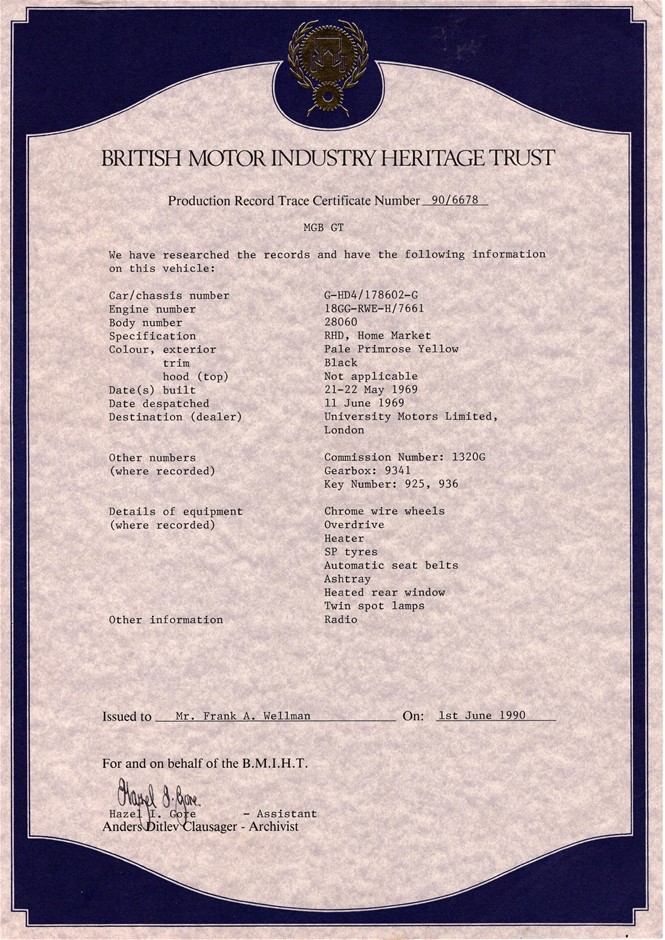 BRITISH MOTOR INDUSTRY HERITAGE TRUST
Production Record Trace Certificate Number 90/6678
MGB GT
We have researched the records and have the following information
on this vehicle:
Car/chassis number G-HD4/178602-G
Engine number 18GG-RWE-H/7661
Body number 28060
Specification RHD, Home Market
Colour, exterior Pale Primrose Yellow
trim Black
hood (top) Not applicable
Date(s) built 21-22 May 1969
Date despatched 11 June 1969
Destination (dealer) University Motors Limited,
London
Other numbers Commission Number: 1320G
(where recorded) Gearbox: 9341
Key Number: 925, 936
Details of equipment Chrome wire wheels
(where recorded) Overdrive
Heater
SP tyres
Automatic seat belts
Ashtray
Heated rear window
Twin spot lamps
Other information Radio
Issued to Mr. Frank A. Wellman On: 1st June 1990
For and on behalf of the B.M.I.H.T.
Hazel I. Gore.
Hazel I. Gore - Assistant
Anders Ditlev Clausager - Archivist